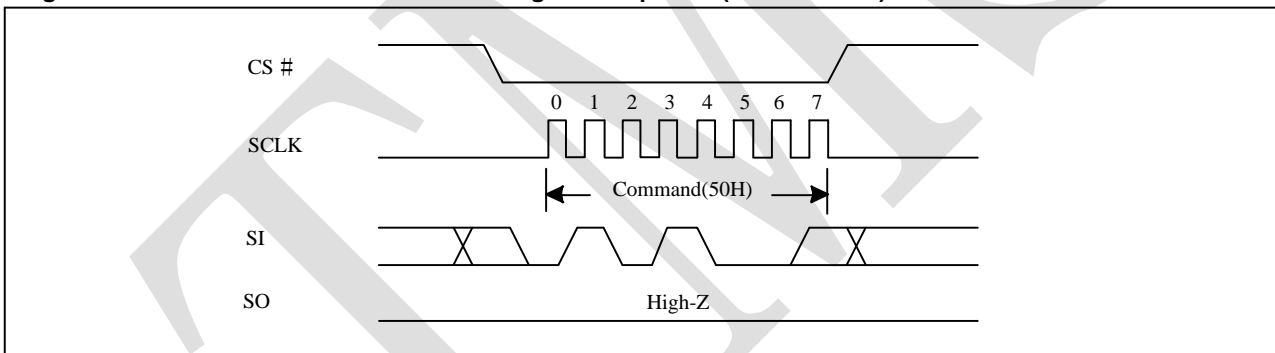 CS #
0 1 2 3 4 5 6 7
SCLK
Command(50H)
SI
SO
High-Z